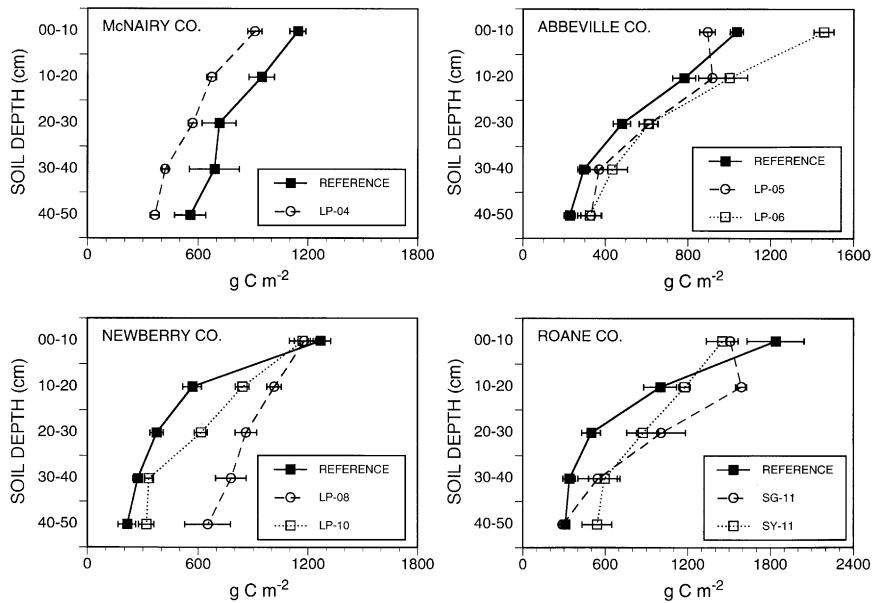 McNAIRY CO.
SOIL DEPTH (cm)
00-10
10-20
20-30
30-40
40-50
REFERENCE
LP-04
0 600 1200 1800
g C m-2
ABBEVILLE CO.
SOIL DEPTH (cm)
00-10
10-20
20-30
30-40
40-50
REFERENCE
LP-05
LP-06
0 400 800 1200 1600
g C m-2
NEWBERRY CO.
SOIL DEPTH (cm)
00-10
10-20
20-30
30-40
40-50
REFERENCE
LP-08
LP-10
0 600 1200 1800
g C m-2
ROANE CO.
SOIL DEPTH (cm)
00-10
10-20
20-30
30-40
40-50
REFERENCE
SG-11
SY-11
0 600 1200 1800 2400
g C m-2